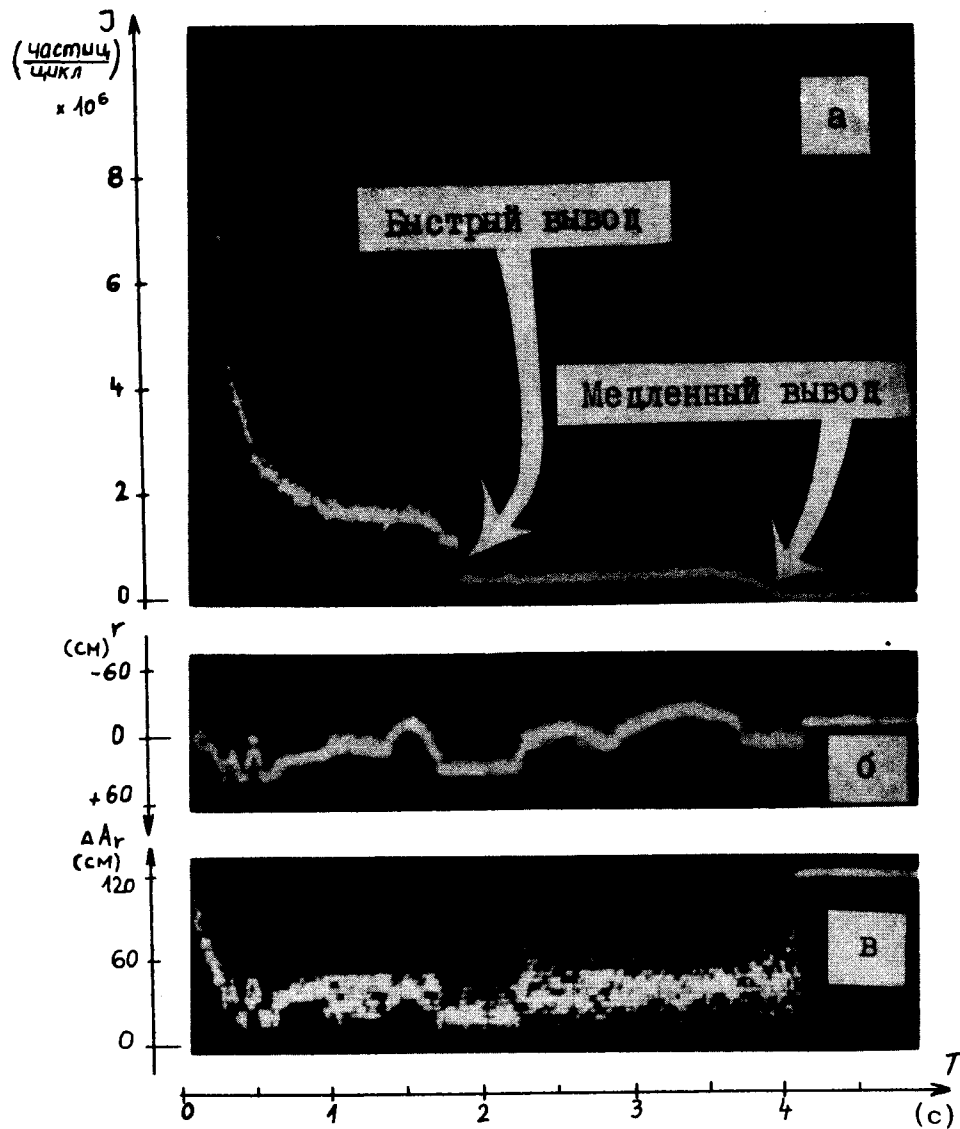 J
(частиц
цикл)
× 10⁶
а
8
Быстрый вывод
6
4
Медленный вывод
2
0
r
(см)
-60
0
+60
б
ΔAr
(см)
120
60
0
в
T
0 1 2 3 4 (с)